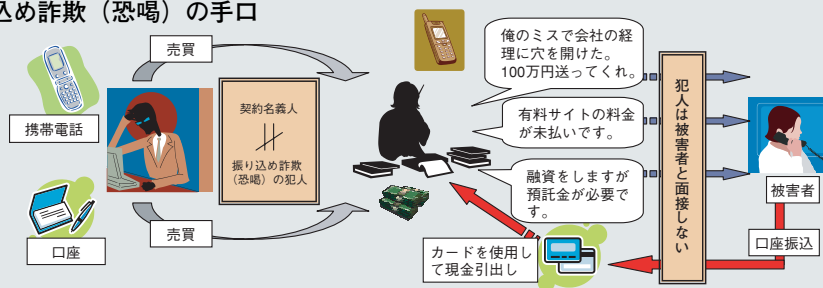 込め詐欺（恐喝）の手口
売買
携帯電話
口座
売買
契約名義人
振り込め詐欺
（恐喝）の犯人
俺のミスで会社の経
理に穴を開けた。
100万円送ってくれ。
有料サイトの料金
が未払いです。
融資をしますが
預託金が必要で
す。
カードを使用し
て現金引出し
犯人は被害者と面接しない
被害者
口座振込